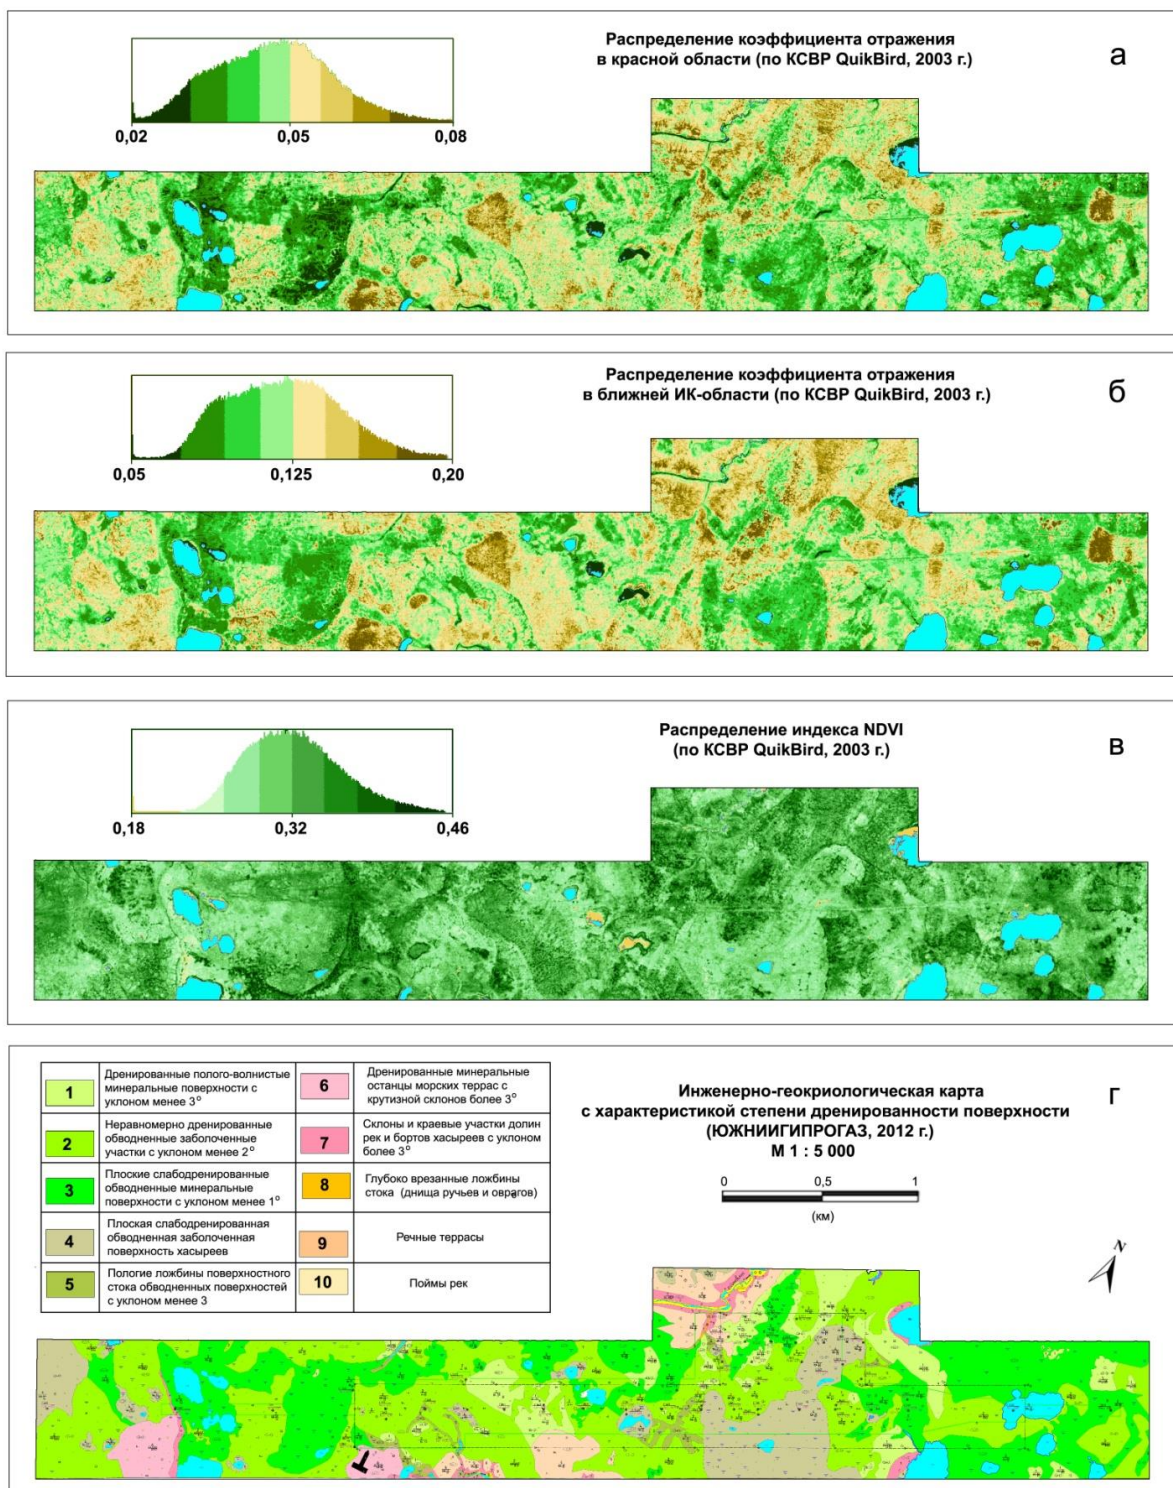 Распределение коэффициента отражения
в красной области (по КСВР QuikBird, 2003 г.)
а
0,02
0,05
0,08
Распределение коэффициента отражения
в ближней ИК-области (по КСВР QuikBird, 2003 г.)
б
0,05
0,125
0,20
Распределение индекса NDVI
(по КСВР QuikBird, 2003 г.)
в
0,18
0,32
0,46
1
Дренированные полого-волнистые
минеральные поверхности с
уклоном менее 3°
2
Неравномерно дренированные
обводненные заболоченные
участки с уклоном менее 2°
3
Плоские слабодренированные
обводненные минеральные
поверхности с уклоном менее 1°
4
Плоская слабодренированная
обводненная заболоченная
поверхность хасыреев
5
Пологие ложбины поверхностного
стока обводненных поверхностей
с уклоном менее 3
6
Дренированные минеральные
останцы морских террас с
крутизной склонов более 3°
7
Склоны и краевые участки долин
рек и бортов хасыреев с уклоном
более 3°
8
Глубоко врезанные ложбины
стока (днища ручьев и оврагов)
9
Речные террасы
10
Поймы рек
Инженерно-геокриологическая карта
с характеристикой степени дренированности поверхности
(ЮЖНИИГИПРОГАЗ, 2012 г.)
М 1 : 5 000
г
0
0,5
1
(км)
N